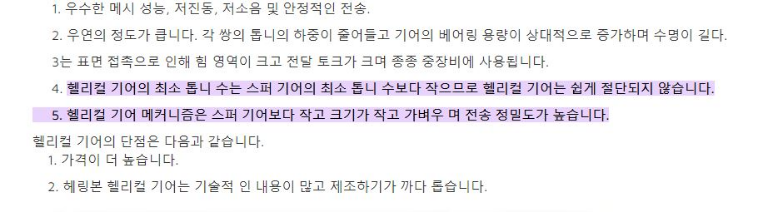 1. 우수한 메시 성능, 저진동, 저소음 및 안정적인 전송.
2. 우연의 정도가 큽니다. 각 쌍의 톱니의 하중이 줄어들고 기어의 베어링 용량이 상대적으로 증가하며 수명이 길다.
3는 표면 접촉으로 인해 힘 영역이 크고 전달 토크가 크며 종종 중장비에 사용됩니다.
4. 헬리컬 기어의 최소 톱니 수는 스퍼 기어의 최소 톱니 수보다 작으므로 헬리컬 기어는 쉽게 절단되지 않습니다.
5. 헬리컬 기어 메커니즘은 스퍼 기어보다 작고 크기가 작고 가벼우 며 전송 정밀도가 높습니다.
헬리컬 기어의 단점은 다음과 같습니다.
1. 가격이 더 높습니다.
2. 헤링본 헬리컬 기어는 기술적 인 내용이 많고 제조하기가 까다 롭습니다.